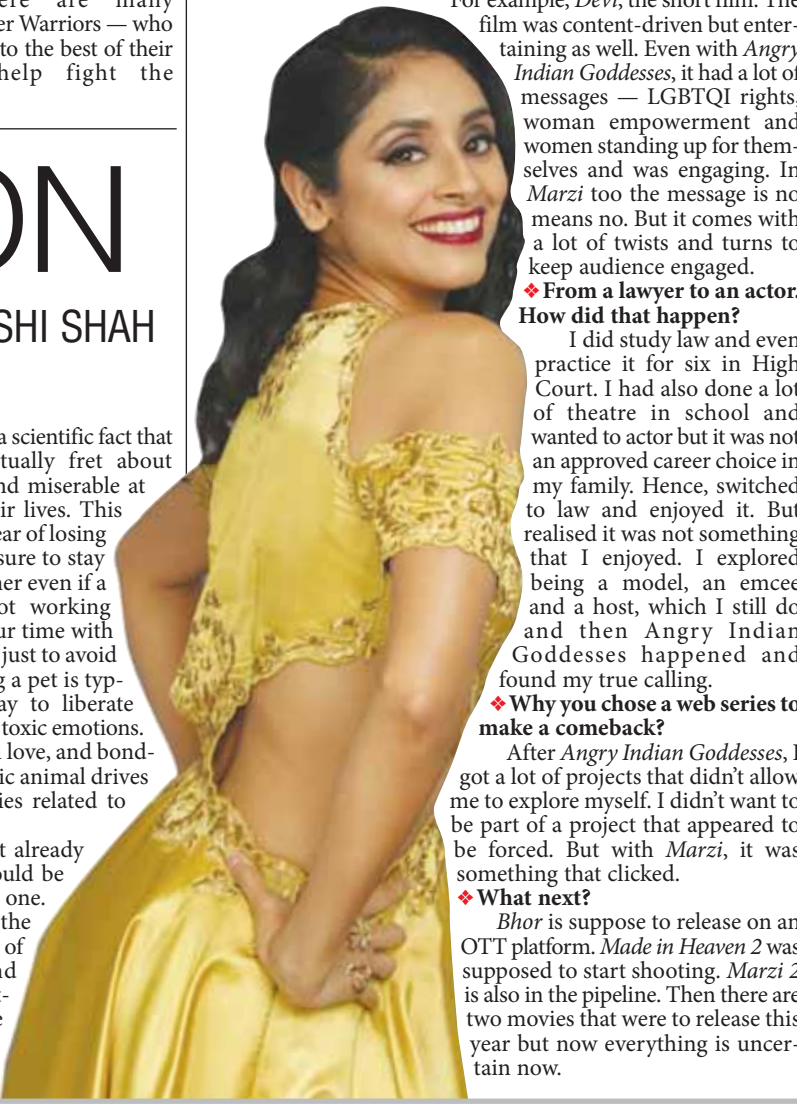 ere are many
er Warriors — who
to the best of their
help fight the
ON
SHI SHAH
a scientific fact that
tually fret about
nd miserable at
ir lives. This
ear of losing
sure to stay
her even if a
ot working
ur time with
just to avoid
g a pet is typ-
ay to liberate
toxic emotions.
love, and bond-
ic animal drives
ies related to
t already
ould be
one.
the
of
nd
For example, Devi, the short film. The
film was content-driven but enter-
taining as well. Even with Angry
Indian Goddesses, it had a lot of
messages — LGBTQI rights,
woman empowerment and
women standing up for them-
selves and was engaging. In
Marzi too the message is no
means no. But it comes with
a lot of twists and turns to
keep audience engaged.
❖ From a lawyer to an actor.
How did that happen?
I did study law and even
practice it for six in High
Court. I had also done a lot
of theatre in school and
wanted to actor but it was not
an approved career choice in
my family. Hence, switched
to law and enjoyed it. But
realised it was not something
that I enjoyed. I explored
being a model, an emcee
and a host, which I still do
and then Angry Indian
Goddesses happened and
found my true calling.
❖ Why you chose a web series to
make a comeback?
After Angry Indian Goddesses, I
got a lot of projects that didn't allow
me to explore myself. I didn't want to
be part of a project that appeared to
be forced. But with Marzi, it was
something that clicked.
❖ What next?
Bhor is suppose to release on an
OTT platform. Made in Heaven 2 was
supposed to start shooting. Marzi 2
is also in the pipeline. Then there are
two movies that were to release this
year but now everything is uncer-
tain now.